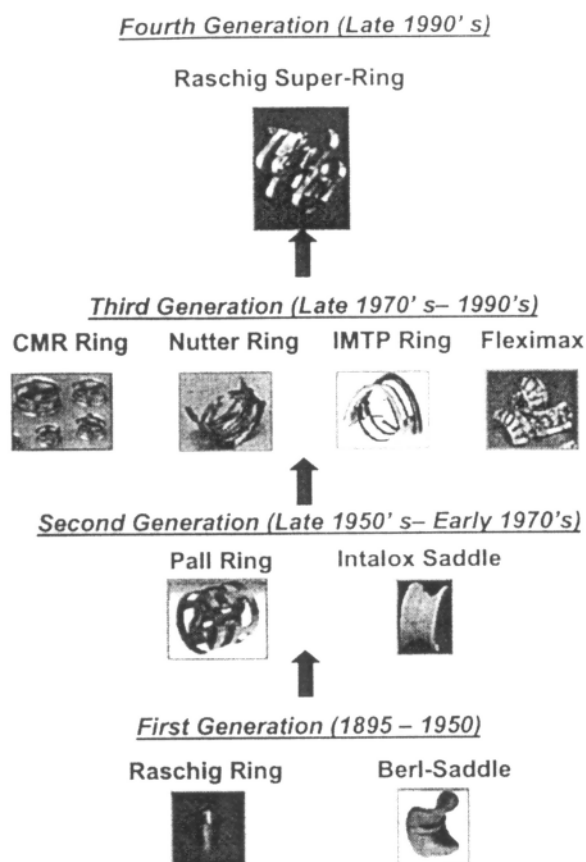 Fourth Generation (Late 1990' s)
Raschig Super-Ring
Third Generation (Late 1970' s– 1990's)
CMR Ring Nutter Ring IMTP Ring Fleximax
Second Generation (Late 1950' s– Early 1970's)
Pall Ring Intalox Saddle
First Generation (1895 – 1950)
Raschig Ring Berl-Saddle